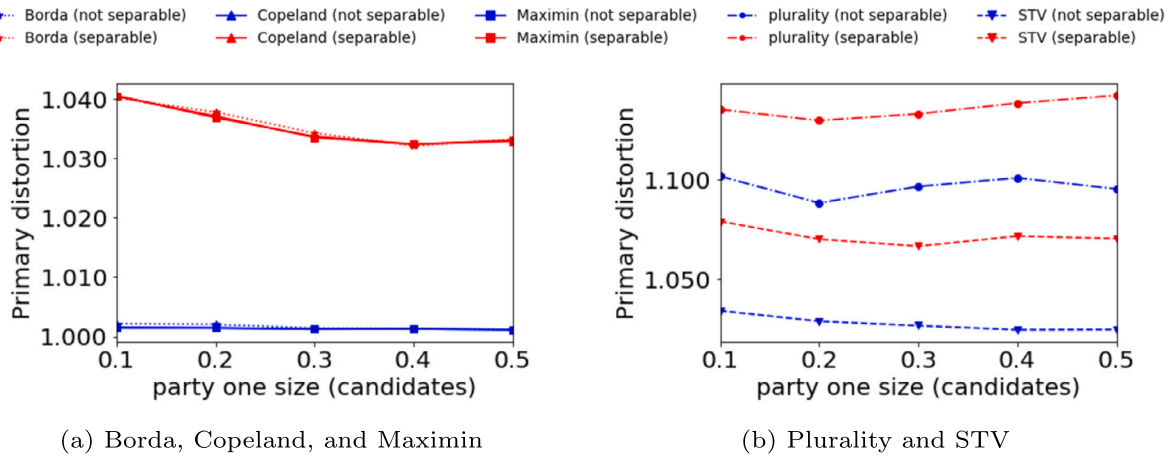 Borda (not separable) Copeland (not separable) Maximin (not separable) plurality (not separable) STV (not separable)
Borda (separable) Copeland (separable) Maximin (separable) plurality (separable) STV (separable)
Primary distortion
1.040
1.030
1.020
1.010
1.000
0.1 0.2 0.3 0.4 0.5
party one size (candidates)
(a) Borda, Copeland, and Maximin
Primary distortion
1.100
1.050
0.1 0.2 0.3 0.4 0.5
party one size (candidates)
(b) Plurality and STV